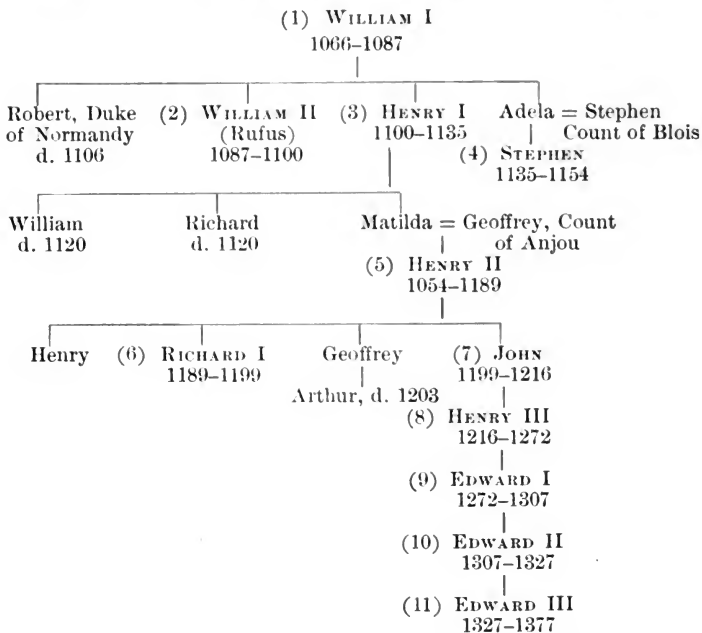 (1) WILLIAM I
1066–1087
Robert, Duke (2) WILLIAM II (3) HENRY I Adela = Stephen
of Normandy (Rufus) 1100–1135 Count of Blois
d. 1106 1087–1100 (4) STEPHEN
1135–1154
William Richard Matilda = Geoffrey, Count
d. 1120 d. 1120 of Anjou
(5) HENRY II
1054–1189
Henry (6) RICHARD I Geoffrey (7) JOHN
1189–1199 1199–1216
Arthur, d. 1203
(8) HENRY III
1216–1272
(9) EDWARD I
1272–1307
(10) EDWARD II
1307–1327
(11) EDWARD III
1327–1377